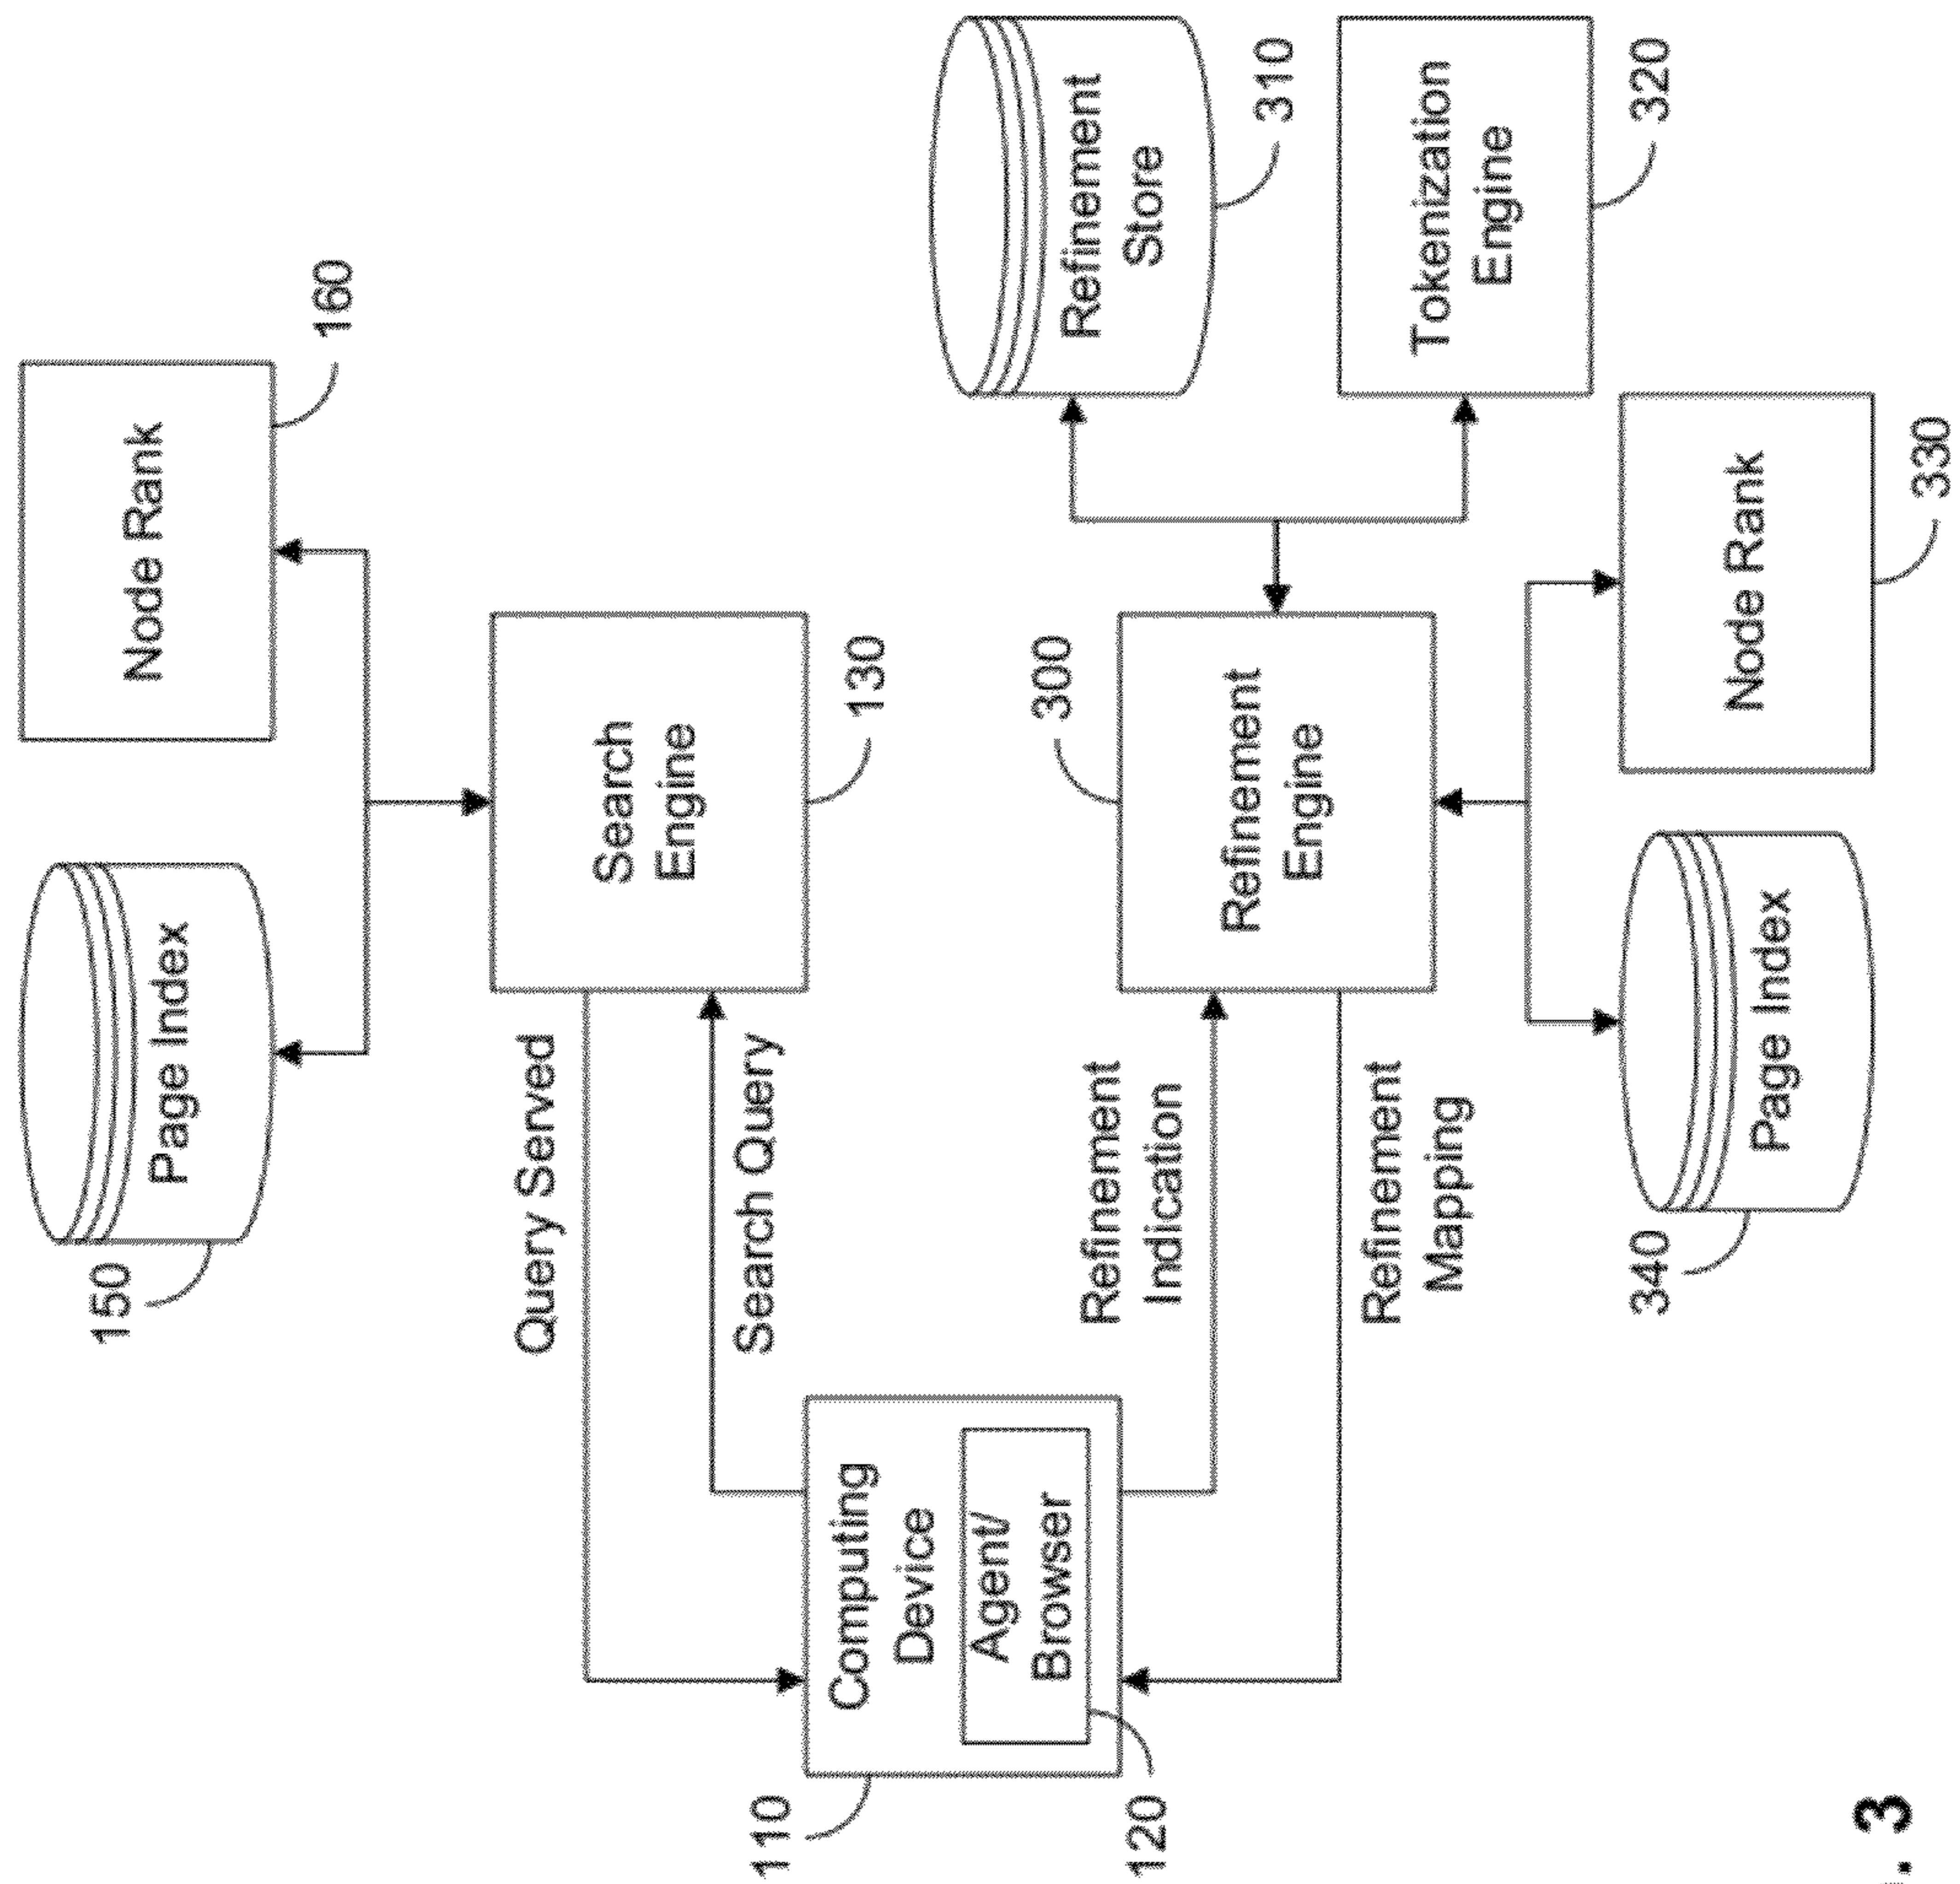 150
Page Index
Node Rank
160
Query Served
Search Query
Search
Engine
130
110
Computing
Device
Agent/
Browser
120
Refinement
Indication
Refinement
Mapping
300
Refinement
Engine
Refinement
Store
310
Tokenization
Engine
320
340
Page Index
Node Rank
330
. 3